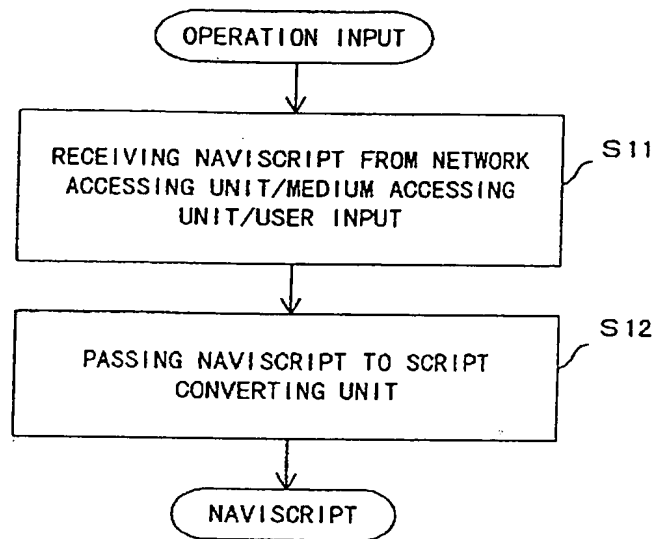 OPERATION INPUT
RECEIVING NAVISCRIPT FROM NETWORK
ACCESSING UNIT/MEDIUM ACCESSING
UNIT/USER INPUT
S11
PASSING NAVISCRIPT TO SCRIPT
CONVERTING UNIT
S12
NAVISCRIPT